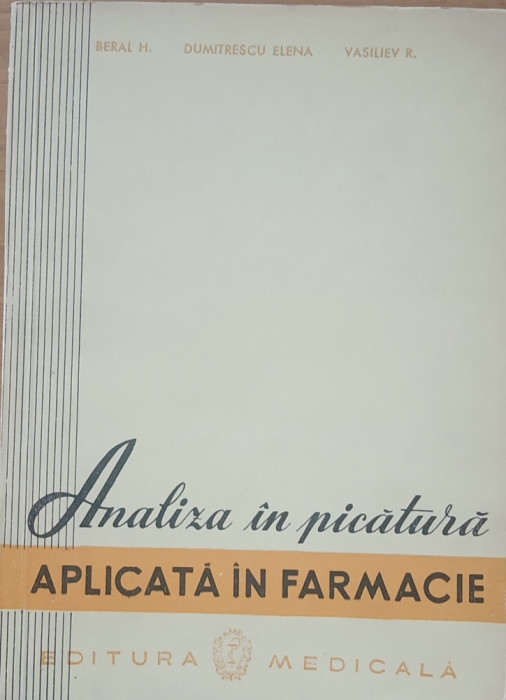 BERAL H. DUMITRESCU ELENA VASILIEV R.
Analiza în picătură
APLICATĂ ÎN FARMACIE
EDITURA MEDICALĂ